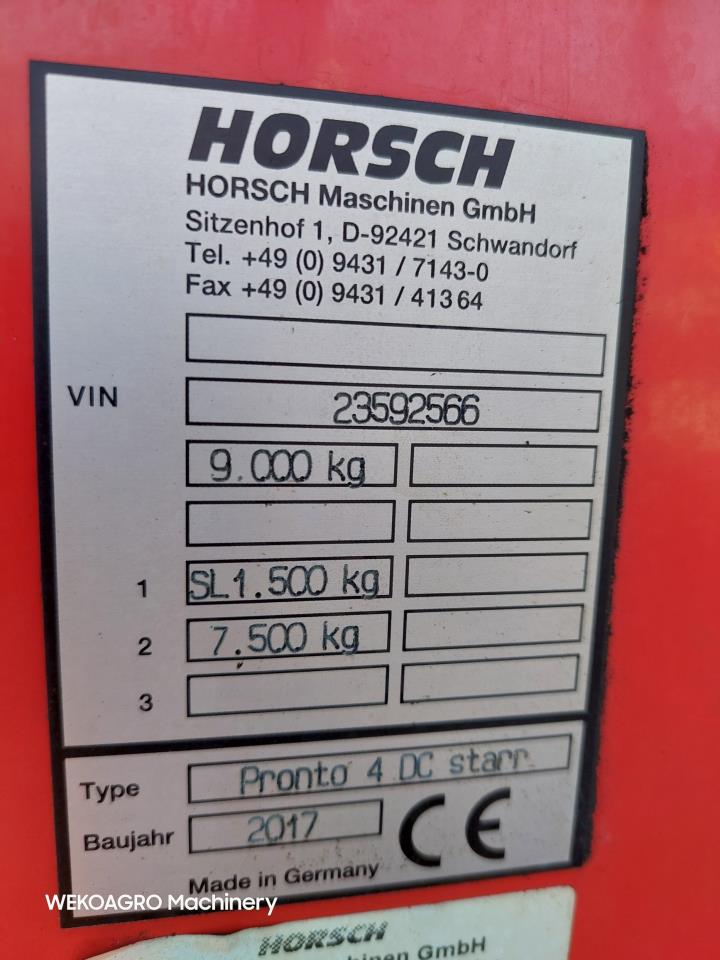 HORSCH
HORSCH Maschinen GmbH
Sitzenhof 1, D-92421 Schwandorf
Tel. +49 (0) 9431 / 7143-0
Fax +49 (0) 9431 / 41364
VIN 23592566
9.000 kg
1 SL1.500 kg
2 7.500 kg
3
Type Pronto 4 DC starr
Baujahr 2017 CE
Made in Germany
WEKOAGRO Machinery
HORSCH
GmbH